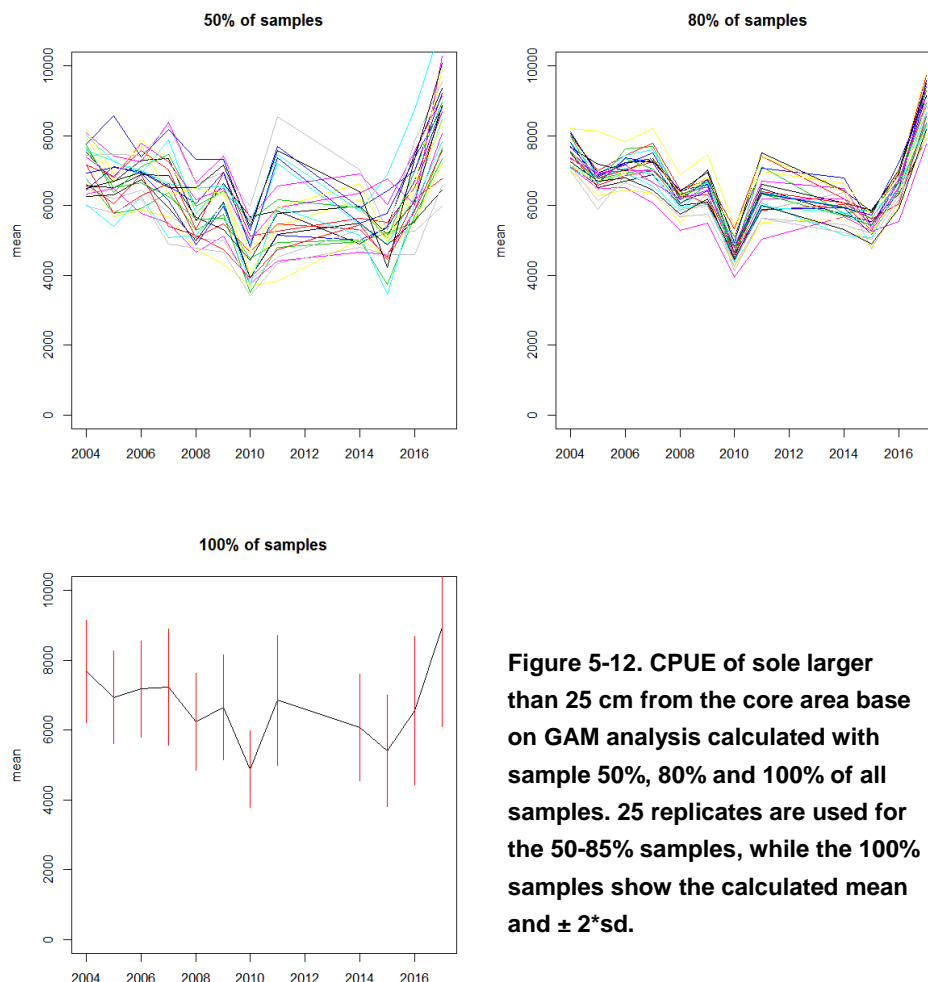 50% of samples
mean
10000
8000
6000
4000
2000
0
2004 2006 2008 2010 2012 2014 2016
80% of samples
mean
10000
8000
6000
4000
2000
0
2004 2006 2008 2010 2012 2014 2016
100% of samples
mean
10000
8000
6000
4000
2000
0
2004 2006 2008 2010 2012 2014 2016
Figure 5-12. CPUE of sole larger
than 25 cm from the core area base
on GAM analysis calculated with
sample 50%, 80% and 100% of all
samples. 25 replicates are used for
the 50-85% samples, while the 100%
samples show the calculated mean
and ± 2*sd.